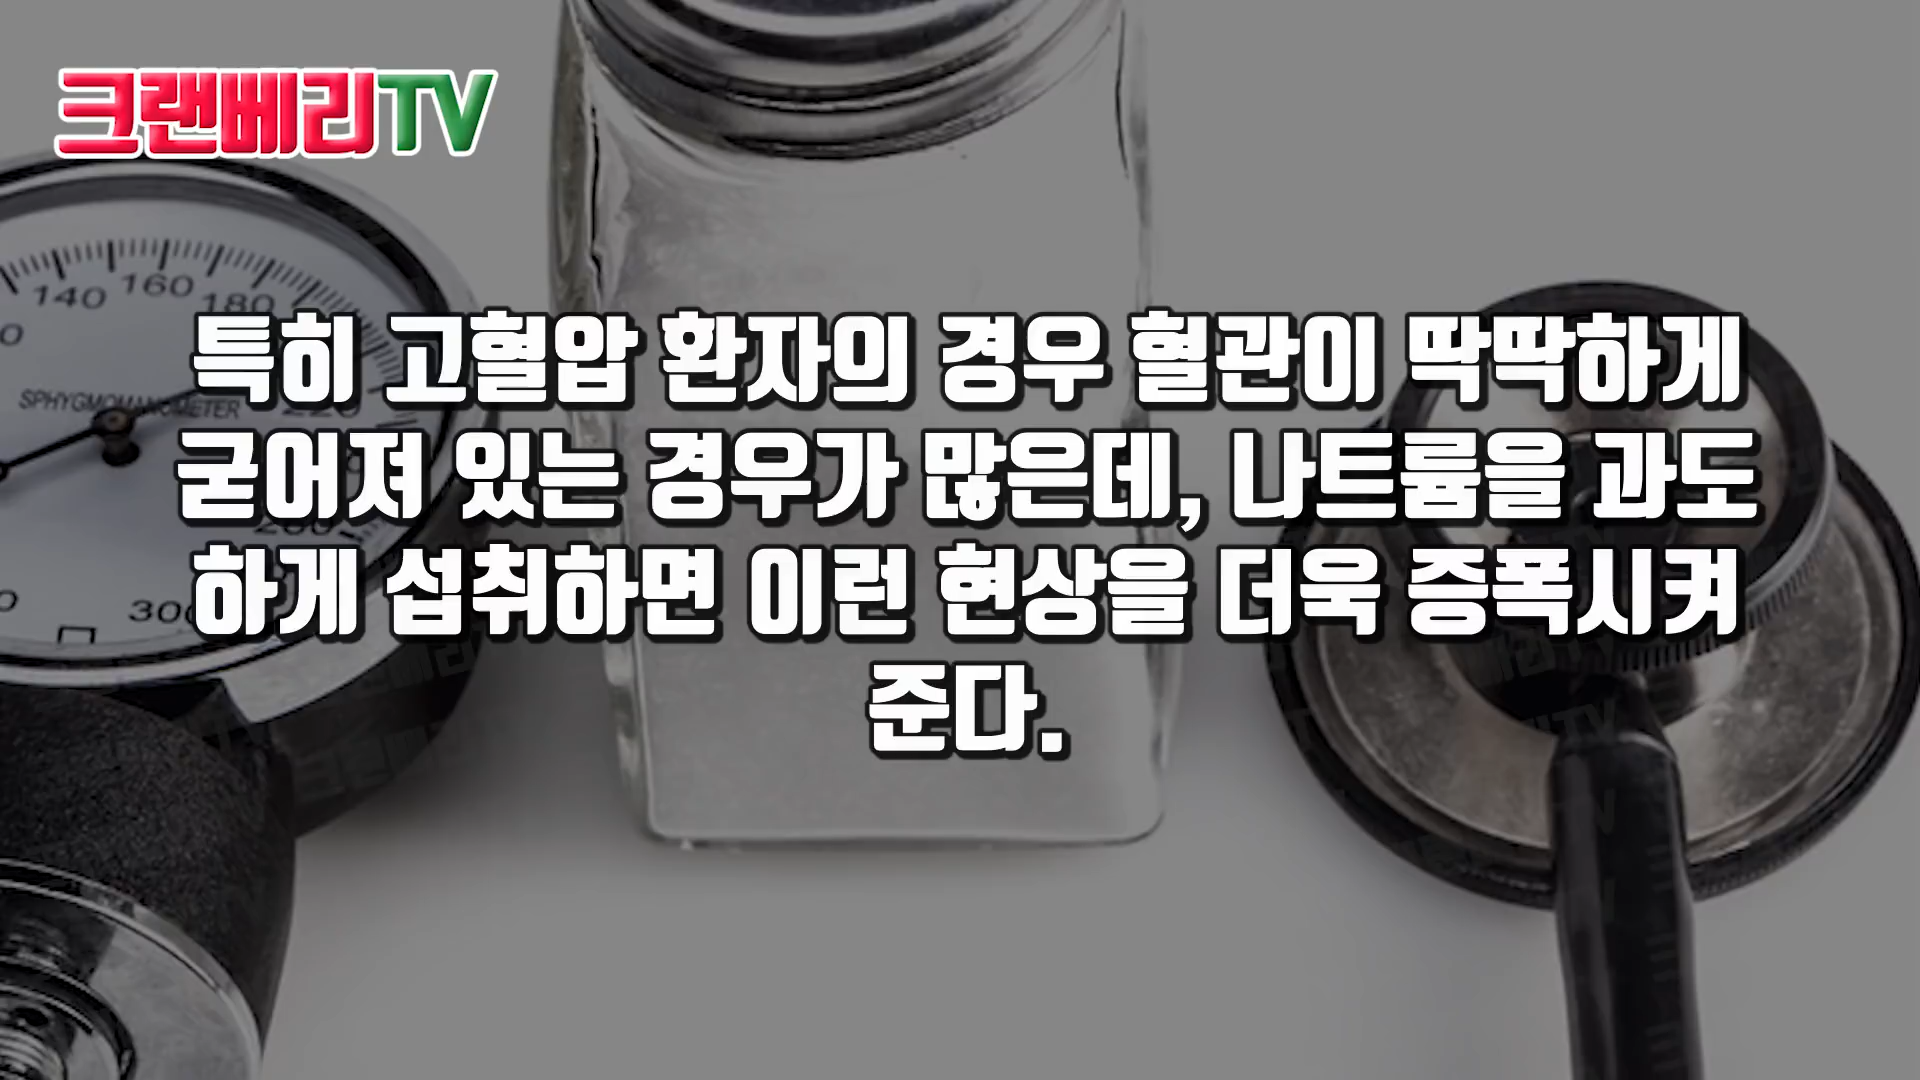 크랜베리TV
140 160 180
SPHYGMOMANOMETER
220
특히 고혈압 환자의 경우 혈관이 딱딱하게
굳어져 있는 경우가 많은데, 나트륨을 과도
하게 섭취하면 이런 현상을 더욱 증폭시켜
준다.
260
300